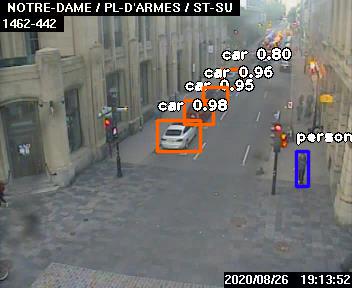 NOTRE-DAME / PL-D'ARMES / ST-SU
1462-442
car 0.80
car 0.96
car 0.95
car 0.98
person
2020/08/26 19:13:52